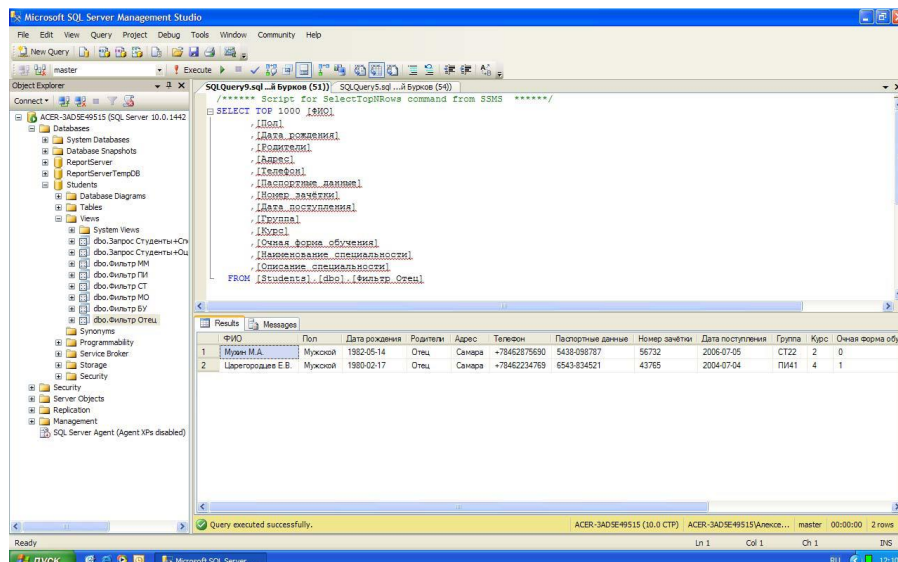 Microsoft SQL Server Management Studio
File Edit View Query Project Debug Tools Window Community Help
New Query
master Execute
Object Explorer
SQLQuery9.sql ...й Бурков (51)) SQLQuery5.sql ...й Бурков (54))
Connect
ACER-3AD5E49515 (SQL Server 10.0.1442
Databases
System Databases
Database Snapshots
ReportServer
ReportServerTempDB
Students
Database Diagrams
Tables
Views
System Views
dbo.Запрос Студенты+Сп
dbo.Запрос Студенты+Оц
dbo.Фильтр ММ
dbo.Фильтр ПИ
dbo.Фильтр СТ
dbo.Фильтр МО
dbo.Фильтр БУ
dbo.Фильтр Отец
Synonyms
Programmability
Service Broker
Storage
Security
Security
Server Objects
Replication
Management
SQL Server Agent (Agent XPs disabled)
/****** Script for SelectTopNRows command from SSMS ******/
SELECT TOP 1000 [ФИО]
,[Пол]
,[Дата рождения]
,[Родители]
,[Адрес]
,[Телефон]
,[Паспортные данные]
,[Номер зачётки]
,[Дата поступления]
,[Группа]
,[Курс]
,[Очная форма обучения]
,[Наименование специальности]
,[Описание специальности]
FROM [Students].[dbo].[Фильтр Отец]
Results Messages
ФИО Пол Дата рождения Родители Адрес Телефон Паспортные данные Номер зачётки Дата поступления Группа Курс Очная форма обу
1 Мухин М.А. Мужской 1982-05-14 Отец Самара +78462875690 5438-098787 56732 2006-07-05 СТ22 2 0
2 Царегородцев Е.В. Мужской 1980-02-17 Отец Самара +78462234769 6543-834521 43765 2004-07-04 ПИ41 4 1
Query executed successfully. ACER-3AD5E49515 (10.0 CTP) ACER-3AD5E49515\Алексе... master 00:00:00 2 rows
Ready Ln 1 Col 1 Ch 1 INS
пуск Microsoft SQL Server RU 12:10